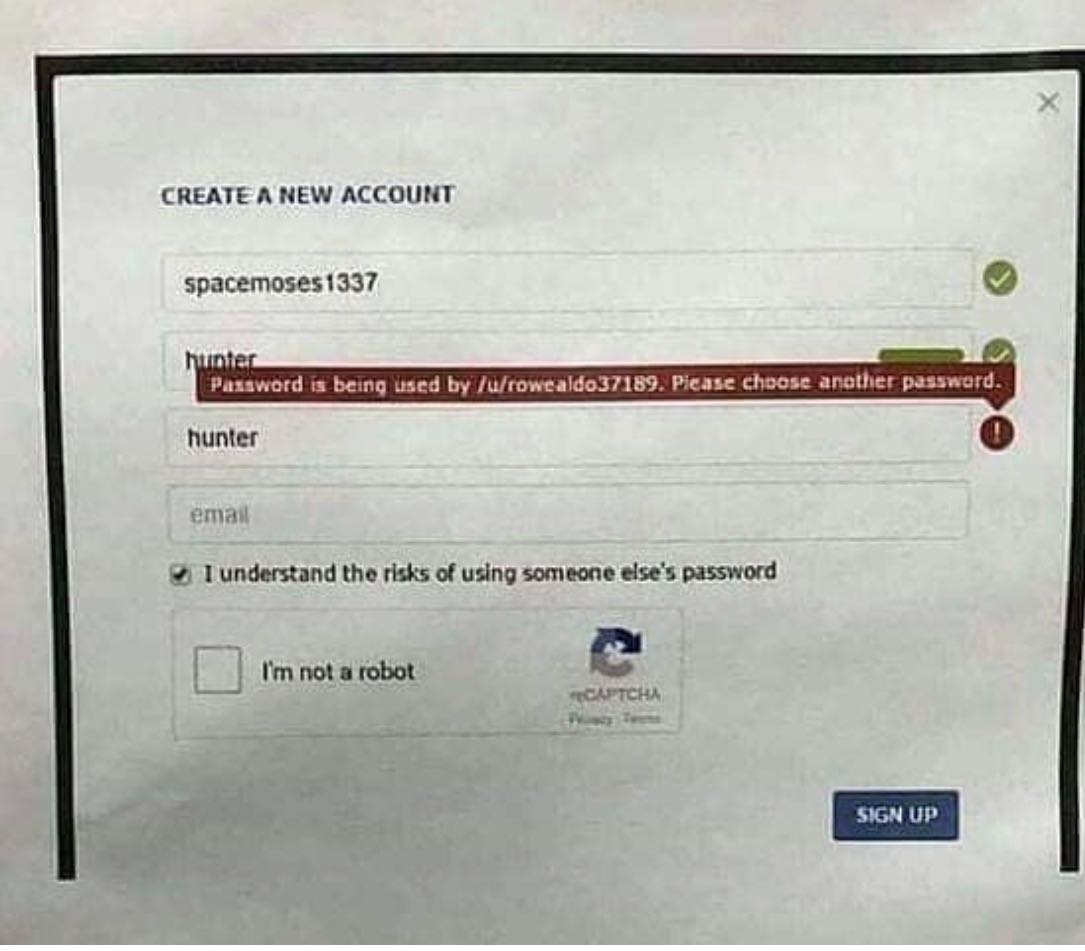 CREATE A NEW ACCOUNT
spacemoses1337
hunter
Password is being used by /u/rowealdo37189. Please choose another password.
!
hunter
email
I understand the risks of using someone else's password
I'm not a robot
reCAPTCHA
Privacy - Terms
SIGN UP